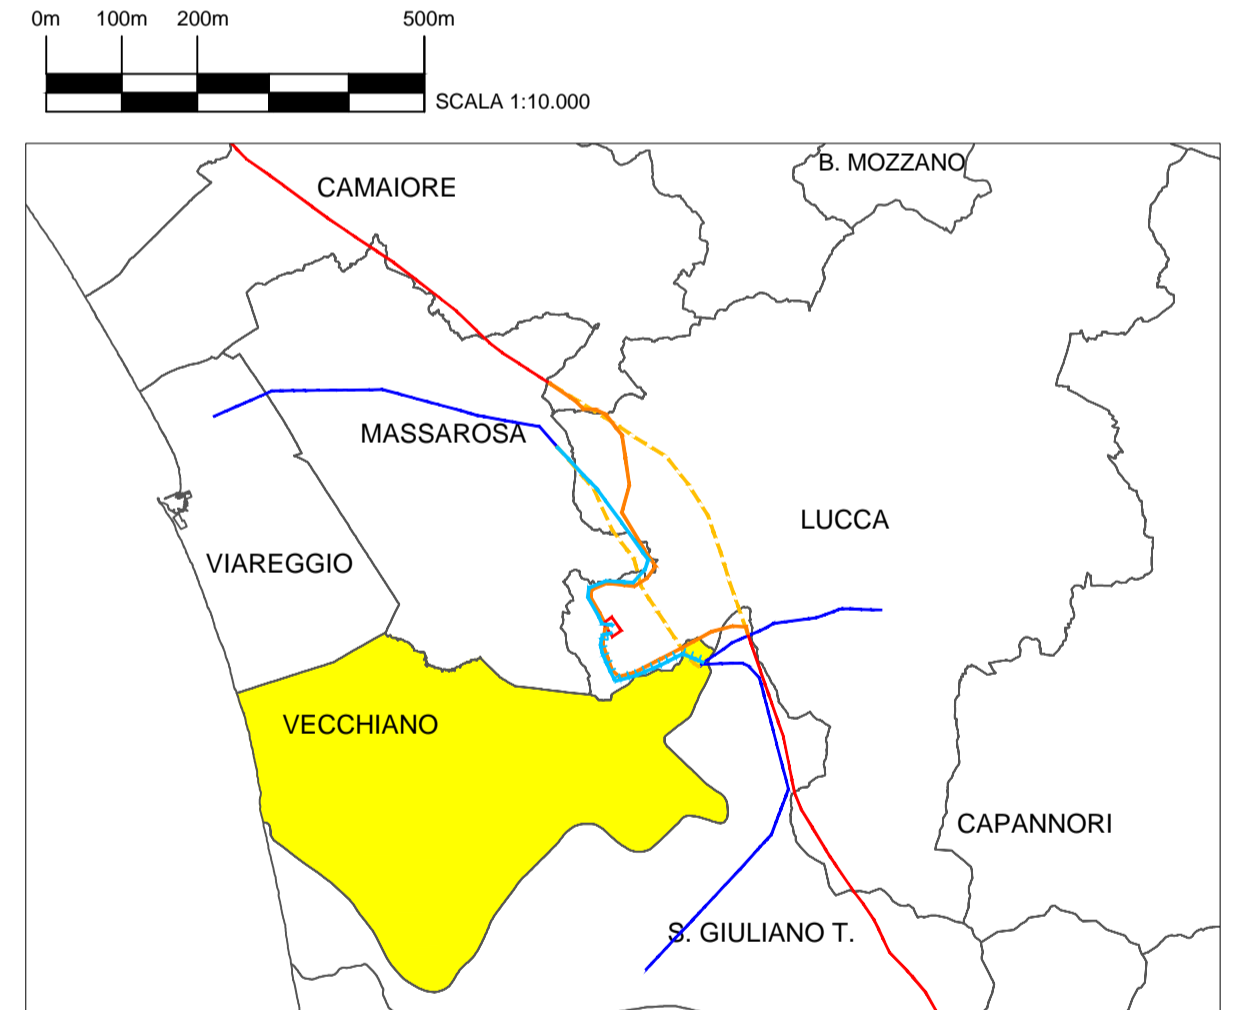 0m 100m 200m 500m
SCALA 1:10.000
B. MOZZANO
CAMAIORE
MASSAROSA
LUCCA
VIAREGGIO
VECCHIANO
CAPANNORI
S. GIULIANO T.